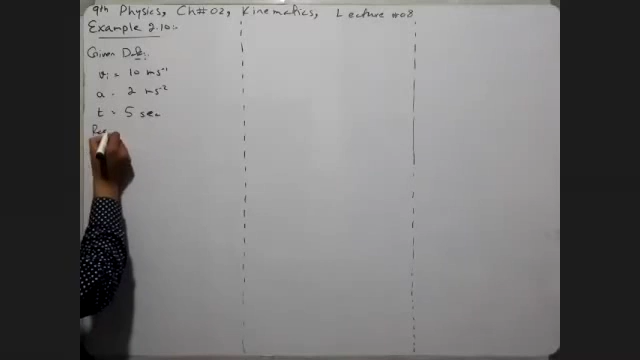 9th Physics, Ch#02, Kinematics, Lecture #08
Example 2.10:-
Given Data:
vi = 10 ms⁻¹
a = 2 ms⁻²
t = 5 sec
Re